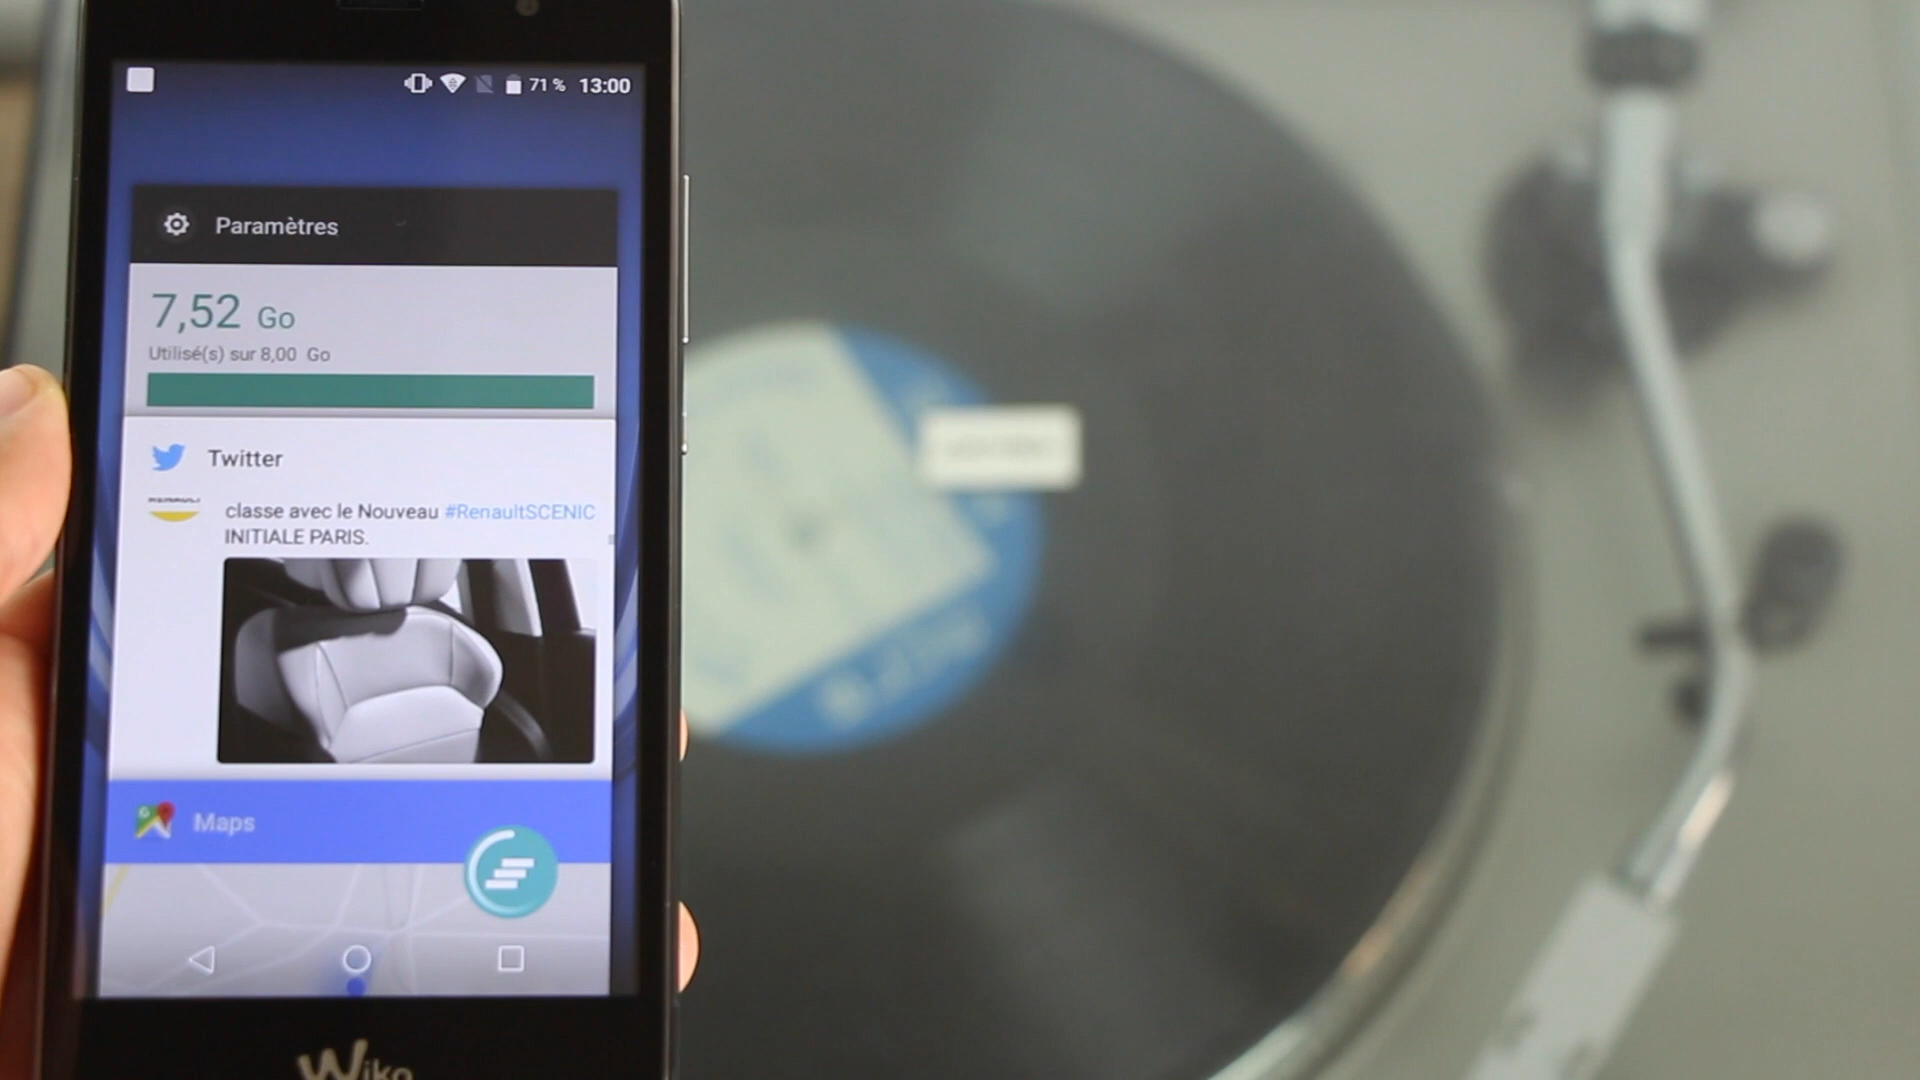 71 % 13:00
Paramètres
7,52 Go
Utilisé(s) sur 8,00 Go
Twitter
classe avec le Nouveau #RenaultSCENIC
INITIALE PARIS.
Maps
Wiko